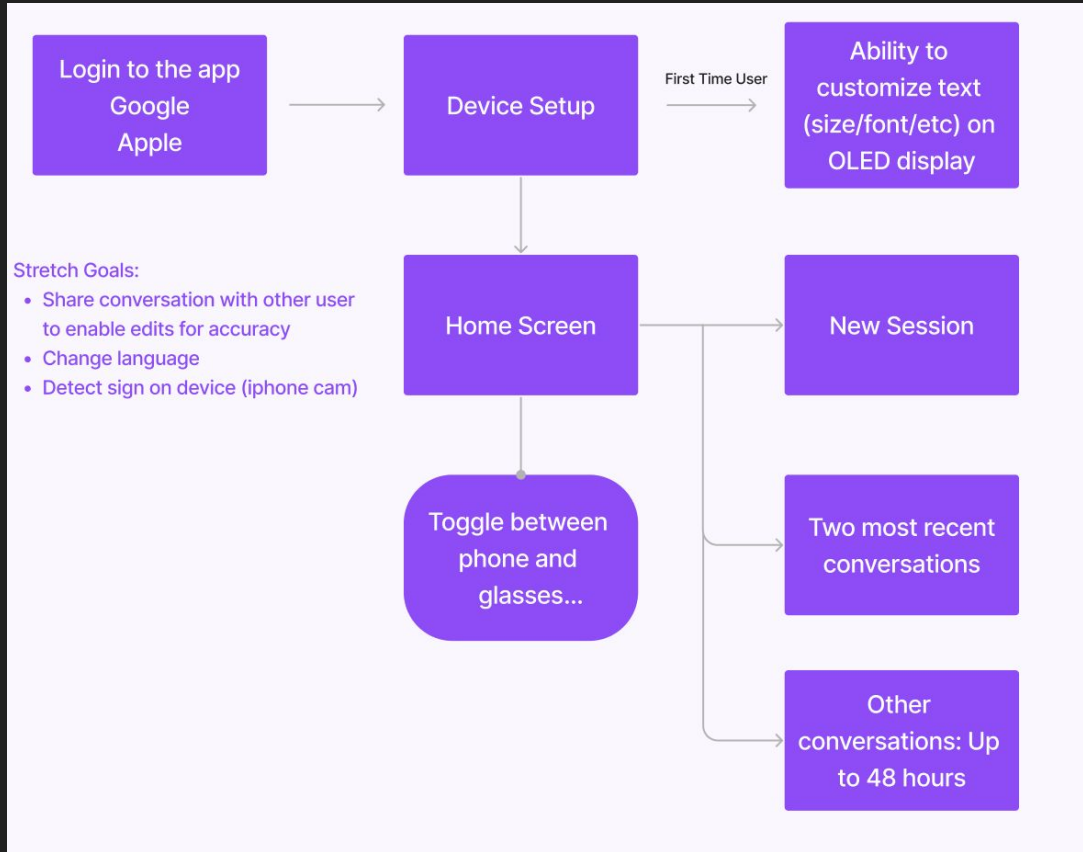 Login to the app
Google
Apple
Device Setup
First Time User
Ability to
customize text
(size/font/etc) on
OLED display
Stretch Goals:
• Share conversation with other user
to enable edits for accuracy
• Change language
• Detect sign on device (iphone cam)
Home Screen
New Session
Toggle between
phone and
glasses...
Two most recent
conversations
Other
conversations: Up
to 48 hours